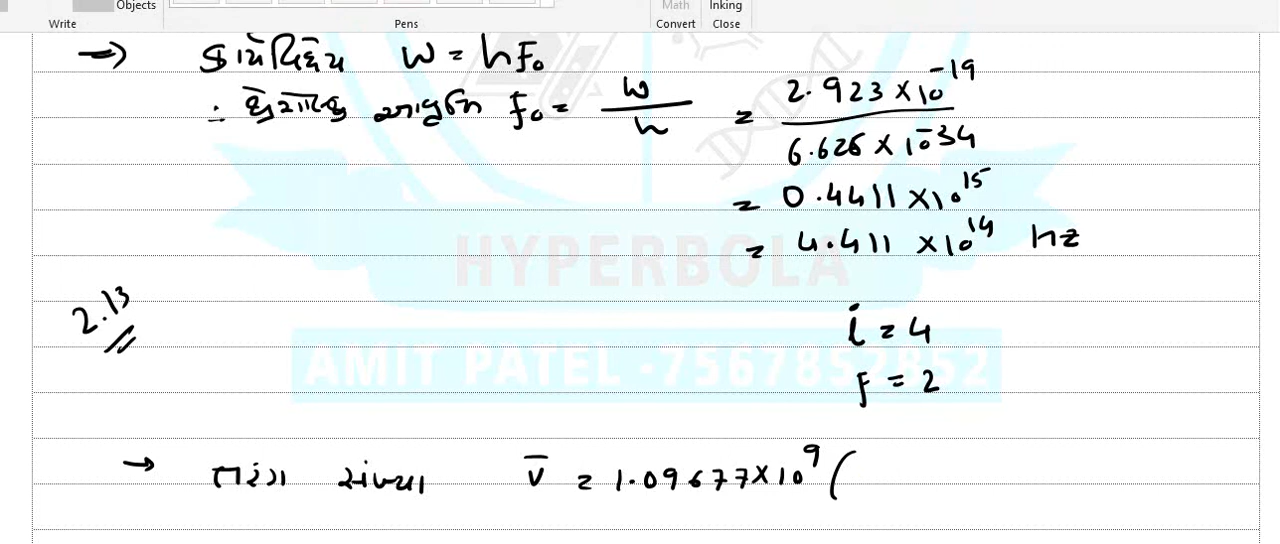 Objects
Math Inking
Write Pens Convert Close
→) કાર્યવિધેય W = hF₀
∴ થ્રેશોલ્ડ આવૃત્તિ f₀ = W/h = 2.923 × 10⁻¹⁹ / 6.626 × 10⁻³⁴
= 0.4411 × 10¹⁵
= 4.411 × 10¹⁴ hz
HYPERBOLA
2.13
i = 4
AMIT PATEL -7567852852
F = 2
→ તરંગ સંખ્યા v̅ = 1.09677 × 10⁹ (